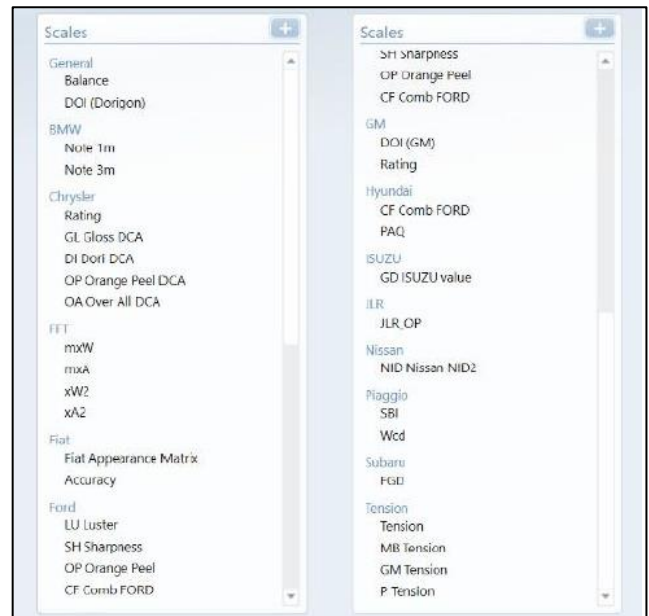 Scales
General
Balance
DOI (Dorigon)
BMW
Note 1m
Note 3m
Chrysler
Rating
GL Gloss DCA
DI Dori DCA
OP Orange Peel DCA
OA Over All DCA
FFT
mxW
mxA
xW2
xA2
Fiat
Fiat Appearance Matrix
Accuracy
Ford
LU Luster
SH Sharpness
OP Orange Peel
CF Comb FORD
Scales
SH Sharpness
OP Orange Peel
CF Comb FORD
GM
DOI (GM)
Rating
Hyundai
CF Comb FORD
PAQ
ISUZU
GD ISUZU value
JLR
JLR_OP
Nissan
NID Nissan NID2
Piaggio
SBI
Wcd
Subaru
FGD
Tension
Tension
MB Tension
GM Tension
P Tension